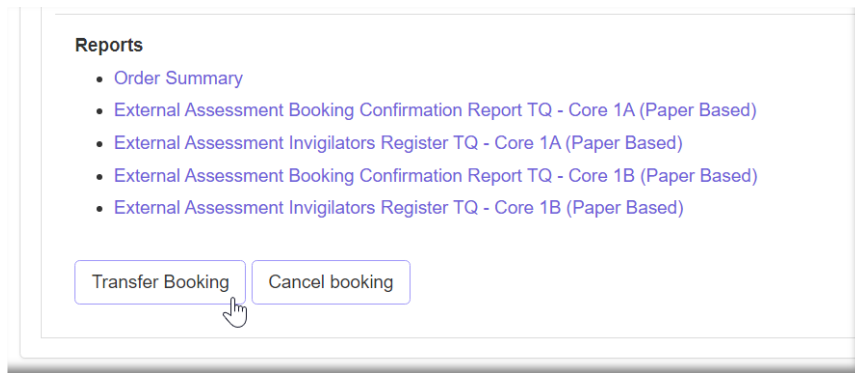 Reports
Order Summary
External Assessment Booking Confirmation Report TQ - Core 1A (Paper Based)
External Assessment Invigilators Register TQ - Core 1A (Paper Based)
External Assessment Booking Confirmation Report TQ - Core 1B (Paper Based)
External Assessment Invigilators Register TQ - Core 1B (Paper Based)
Transfer Booking Cancel booking